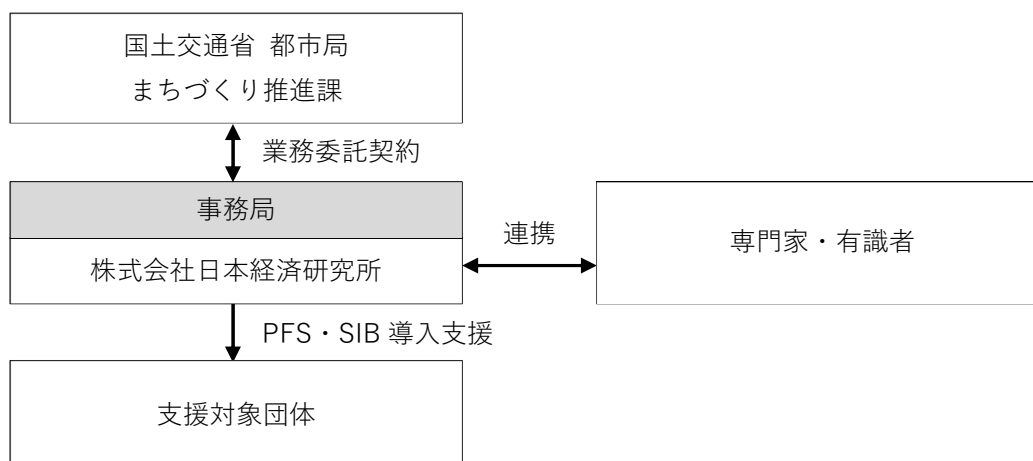 国土交通省 都市局
まちづくり推進課
業務委託契約
事務局
株式会社日本経済研究所
連携
専門家・有識者
PFS・SIB 導入支援
支援対象団体